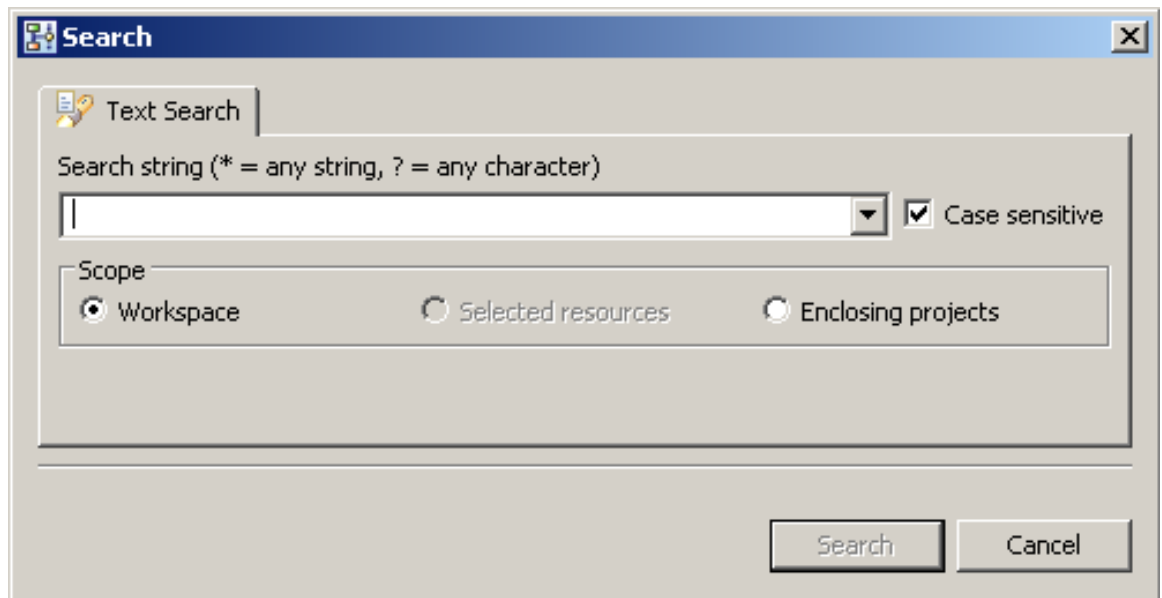 Search
Text Search
Search string (* = any string, ? = any character)
Case sensitive
Scope
Workspace Selected resources Enclosing projects
Search Cancel